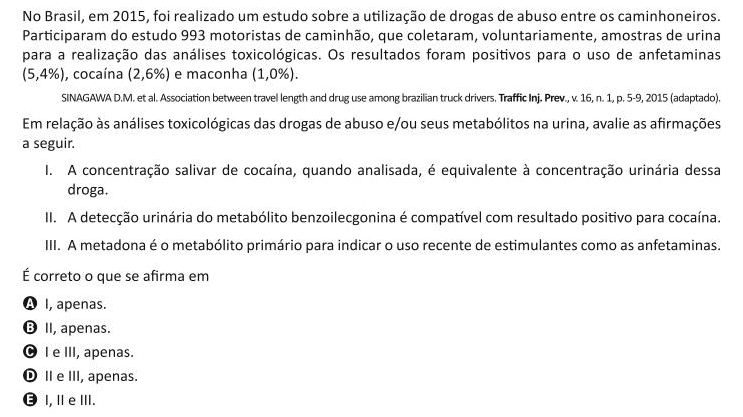 No Brasil, em 2015, foi realizado um estudo sobre a utilização de drogas de abuso entre os caminhoneiros.
Participaram do estudo 993 motoristas de caminhão, que coletaram, voluntariamente, amostras de urina
para a realização das análises toxicológicas. Os resultados foram positivos para o uso de anfetaminas
(5,4%), cocaína (2,6%) e maconha (1,0%).
SINAGAWA D.M. et al. Association between travel length and drug use among brazilian truck drivers. Traffic Inj. Prev., v. 16, n. 1, p. 5-9, 2015 (adaptado).
Em relação às análises toxicológicas das drogas de abuso e/ou seus metabólitos na urina, avalie as afirmações
a seguir.
I. A concentração salivar de cocaína, quando analisada, é equivalente à concentração urinária dessa
droga.
II. A detecção urinária do metabólito benzoilecgonina é compatível com resultado positivo para cocaína.
III. A metadona é o metabólito primário para indicar o uso recente de estimulantes como as anfetaminas.
É correto o que se afirma em
A I, apenas.
B II, apenas.
C I e III, apenas.
D II e III, apenas.
E I, II e III.